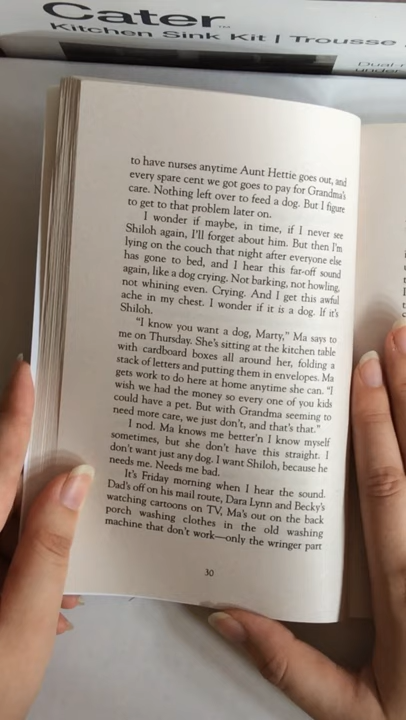 Cater
Kitchen Sink Kit | Trousse
to have nurses anytime Aunt Hettie goes out, and
every spare cent we got goes to pay for Grandma's
care. Nothing left over to feed a dog. But I figure
to get to that problem later on.
I wonder if maybe, in time, if I never see
Shiloh again, I'll forget about him. But then I'm
lying on the couch that night after everyone else
has gone to bed, and I hear this far-off sound
again, like a dog crying. Not barking, not howling,
not whining even. Crying. And I get this awful
ache in my chest. I wonder if it is a dog. If it's
Shiloh.
"I know you want a dog, Marty," Ma says to
me on Thursday. She's sitting at the kitchen table
with cardboard boxes all around her, folding a
stack of letters and putting them in envelopes. Ma
gets work to do here at home anytime she can. "I
wish we had the money so every one of you kids
could have a pet. But with Grandma seeming to
need more care, we just don't, and that's that."
I nod. Ma knows me better'n I know myself
sometimes, but she don't have this straight. I
don't want just any dog. I want Shiloh, because he
needs me. Needs me bad.
It's Friday morning when I hear the sound.
Dad's off on his mail route, Dara Lynn and Becky's
watching cartoons on TV, Ma's out on the back
porch washing clothes in the old washing
machine that don't work—only the wringer part
30